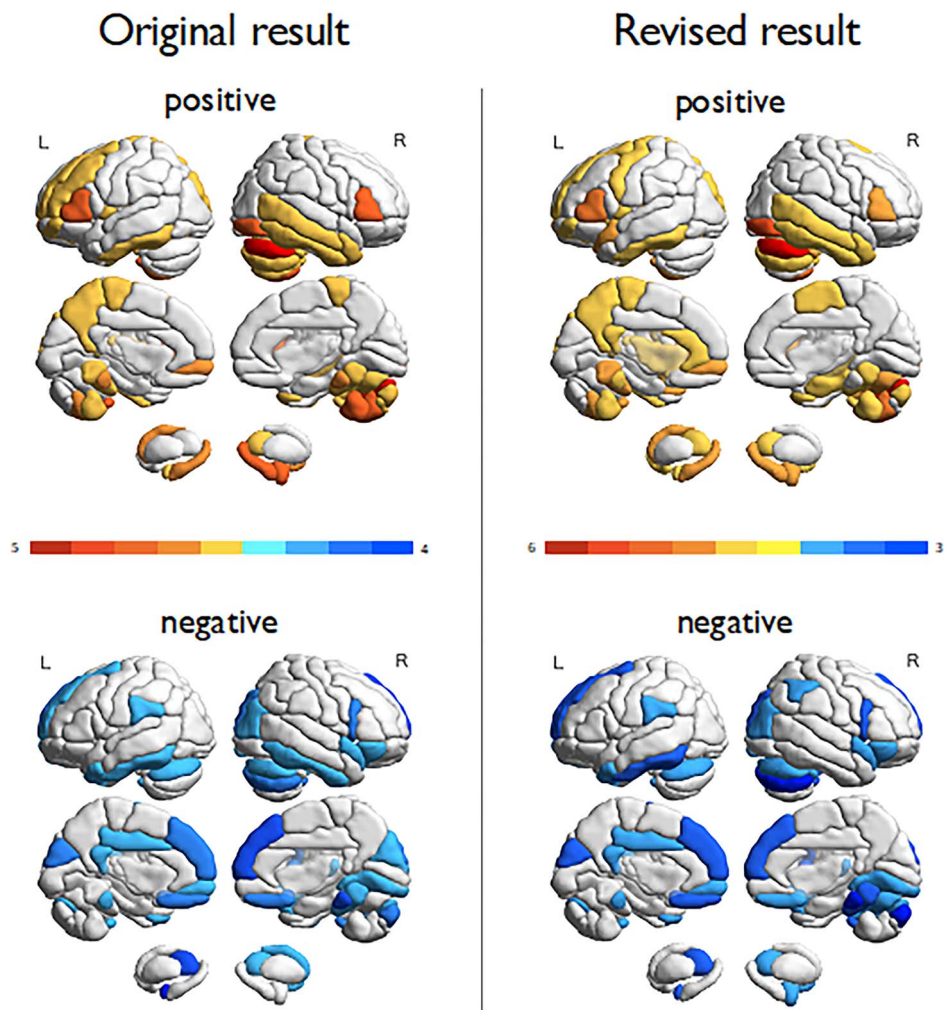 Original result
Revised result
positive
positive
L
R
L
R
5
4
6
3
negative
negative
L
R
L
R